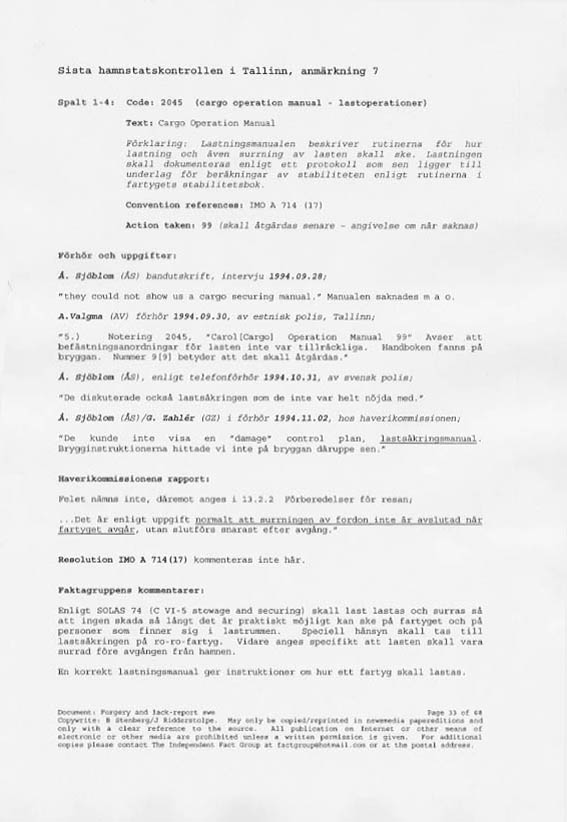 Sista hamnstatskontrollen i Tallinn, anmärkning 7
Spalt 1-4: Code: 2045 (cargo operation manual - lastoperationer)
Text: Cargo Operation Manual
Förklaring: Lastningsmanualen beskriver rutinerna för hur
lastning och även surrning av lasten skall ske. Lastningen
skall dokumenteras enligt ett protokoll som sen ligger till
underlag för beräkningar av stabiliteten enligt rutinerna i
fartygets stabilitetsbok.
Convention references: IMO A 714 (17)
Action taken: 99 (skall åtgärdas senare - angivelse om når saknas)
Förhör och uppgifter:
Å. Sjöblom (ÅS) bandutskrift, intervju 1994.09.28;
"they could not show us a cargo securing manual." Manualen saknades m a o.
A.Valgma (AV) förhör 1994.09.30, av estnisk polis, Tallinn;
"5.) Notering 2045, "Carol[Cargo] Operation Manual 99" Avser att
befästningsanordningar för lasten inte var tillräckliga. Handboken fanns på
bryggan. Nummer 9[9] betyder att det skall åtgärdas."
Å. Sjöblom (ÅS), enligt telefonförhör 1994.10.31, av svensk polis;
"De diskuterade också lastsäkringen som de inte var helt nöjda med."
Å. Sjöblom (ÅS)/G. Zahlér (GZ) i förhör 1994.11.02, hos haverikommissionen;
"De kunde inte visa en "damage" control plan, lastsäkringsmanual.
Brygginstruktionerna hittade vi inte på bryggan däruppe sen."
Haverikommissionens rapport:
Felet nämns inte, däremot anges i 13.2.2 Förberedelser för resan;
...Det är enligt uppgift normalt att surrningen av fordon inte är avslutad när
fartyget avgår, utan slutförs snarast efter avgång."
Resolution IMO A 714(17) kommenteras inte här.
Faktagruppens kommentarer:
Enligt SOLAS 74 (C VI-5 stowage and securing) skall last lastas och surras så
att ingen skada så långt det är praktiskt möjligt kan ske på fartyget och på
personer som finner sig i lastrummen. Speciell hänsyn skall tas till
lastsäkringen på ro-ro-fartyg. Vidare anges specifikt att lasten skall vara
surrad före avgången från hamnen.
En korrekt lastningsmanual ger instruktioner om hur ett fartyg skall lastas.
Document: Forgery and lack-report swe Page 33 of 68
Copywrite: B Stenberg/J Ridderstolpe. May only be copied/reprinted in newsmedia papereditions and
only with a clear reference to the source. All publication on Internet or other means of
electronic or other media are prohibited unless a written permission is given. For additional
copies please contact The Independent Fact Group at factgroup@hotmail.com or at the postal address.